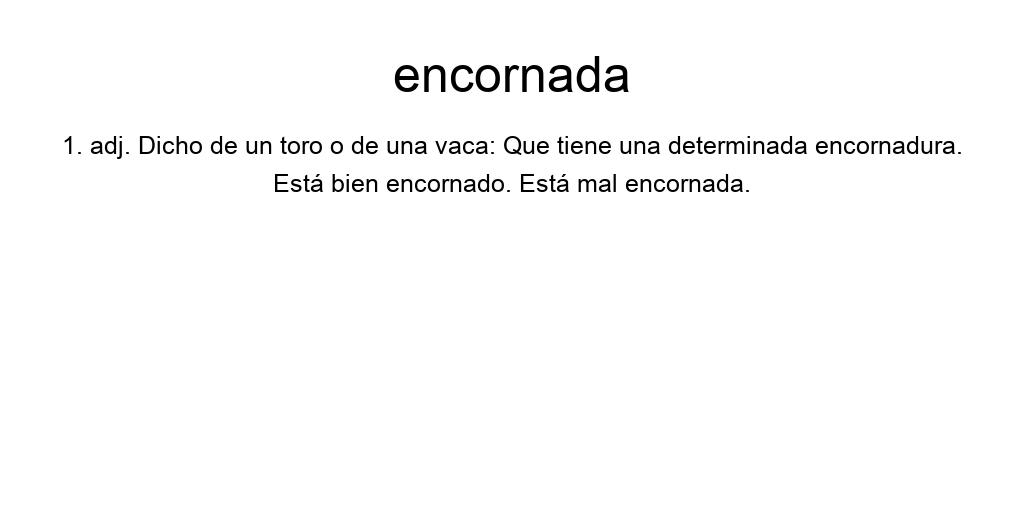 encornada
1. adj. Dicho de un toro o de una vaca: Que tiene una determinada encornadura.
Está bien encornado. Está mal encornada.